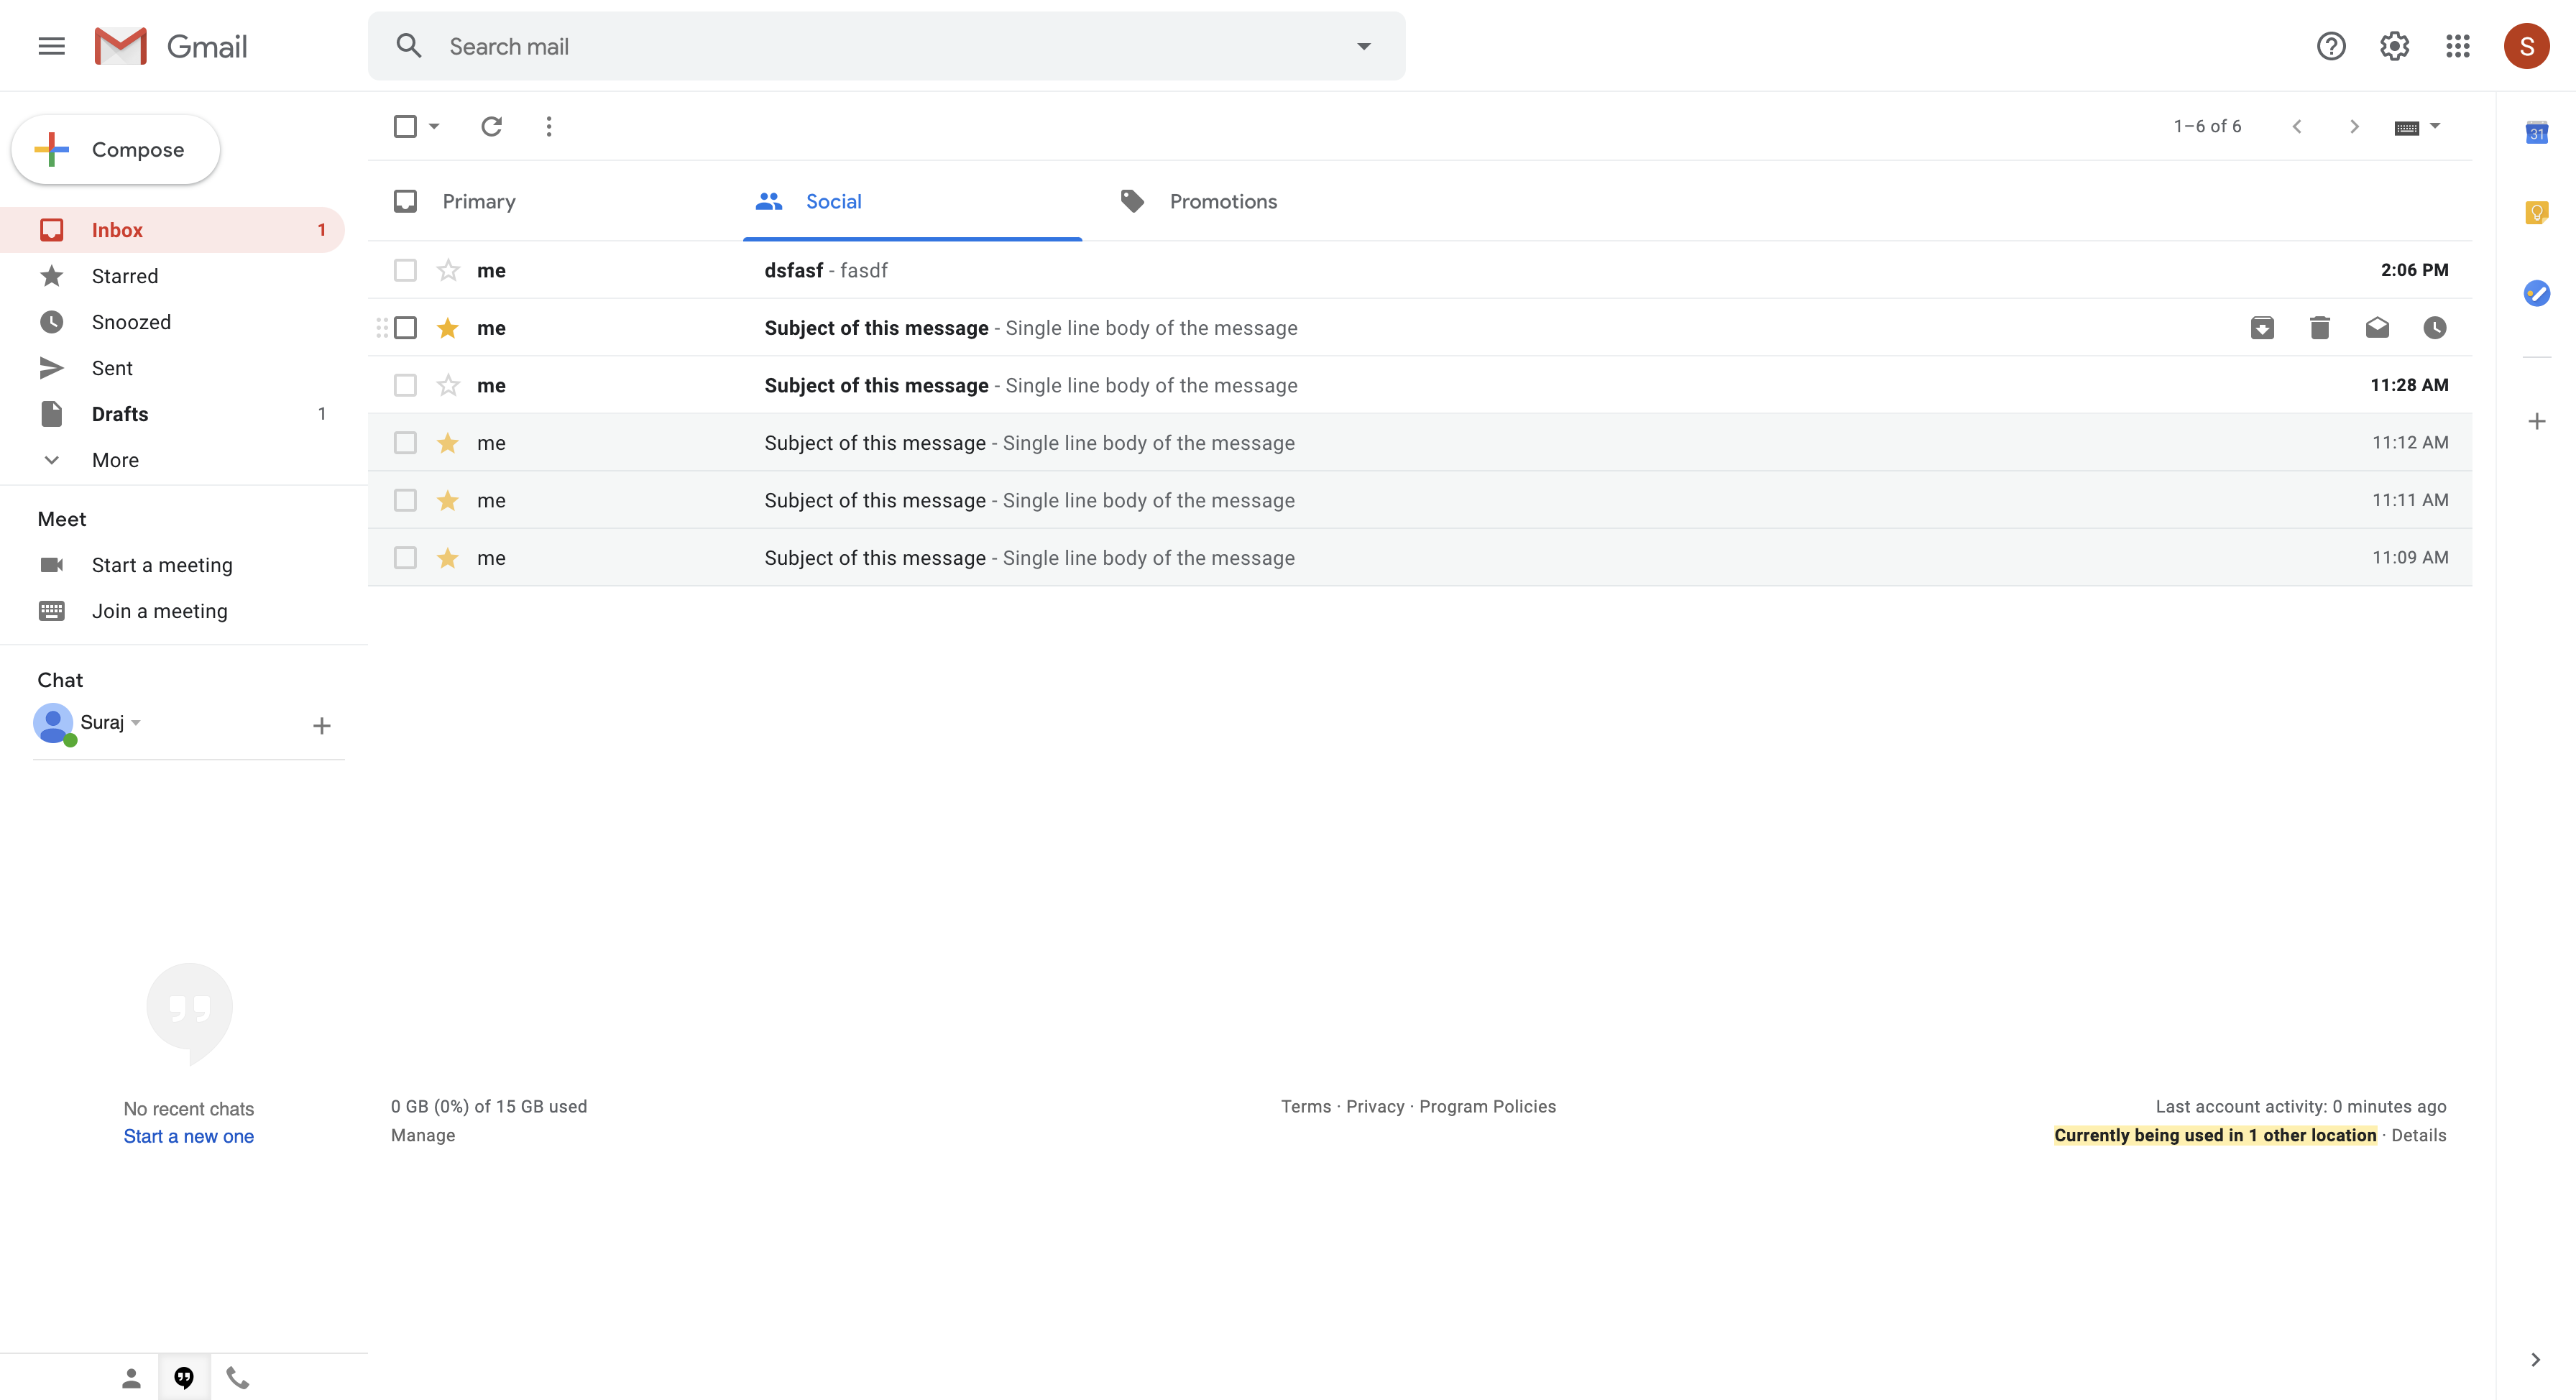 Gmail
Search mail
S
Compose
1–6 of 6
31
Primary
Social
Promotions
Inbox 1
Starred
Snoozed
Sent
Drafts 1
More
me dsfasf - fasdf 2:06 PM
me Subject of this message - Single line body of the message
me Subject of this message - Single line body of the message 11:28 AM
me Subject of this message - Single line body of the message 11:12 AM
me Subject of this message - Single line body of the message 11:11 AM
me Subject of this message - Single line body of the message 11:09 AM
Meet
Start a meeting
Join a meeting
Chat
Suraj
No recent chats
Start a new one
0 GB (0%) of 15 GB used
Manage
Terms · Privacy · Program Policies
Last account activity: 0 minutes ago
Currently being used in 1 other location · Details